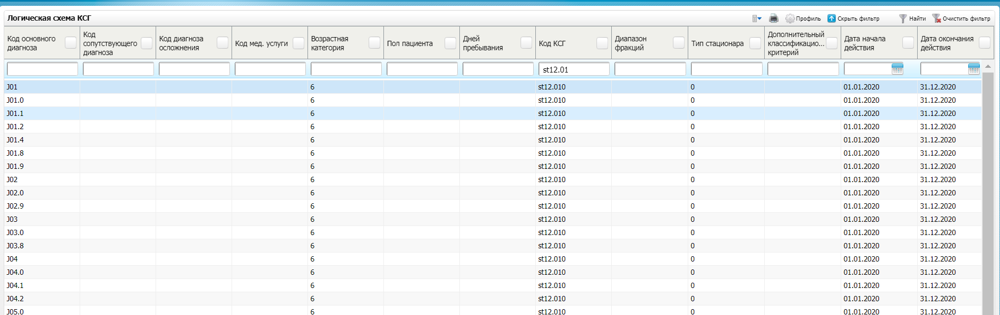 Логическая схема КСГ
Профиль Скрыть фильтр Найти Очистить фильтр
Код основного диагноза
Код сопутствующего диагноза
Код диагноза осложнения
Код мед. услуги
Возрастная категория
Пол пациента
Дней пребывания
Код КСГ
Диапазон фракций
Тип стационара
Дополнительный классификацио... критерий
Дата начала действия
Дата окончания действия
st12.01
J01 6 st12.010 0 01.01.2020 31.12.2020
J01.0 6 st12.010 0 01.01.2020 31.12.2020
J01.1 6 st12.010 0 01.01.2020 31.12.2020
J01.2 6 st12.010 0 01.01.2020 31.12.2020
J01.4 6 st12.010 0 01.01.2020 31.12.2020
J01.8 6 st12.010 0 01.01.2020 31.12.2020
J01.9 6 st12.010 0 01.01.2020 31.12.2020
J02 6 st12.010 0 01.01.2020 31.12.2020
J02.0 6 st12.010 0 01.01.2020 31.12.2020
J02.9 6 st12.010 0 01.01.2020 31.12.2020
J03 6 st12.010 0 01.01.2020 31.12.2020
J03.0 6 st12.010 0 01.01.2020 31.12.2020
J03.8 6 st12.010 0 01.01.2020 31.12.2020
J04 6 st12.010 0 01.01.2020 31.12.2020
J04.0 6 st12.010 0 01.01.2020 31.12.2020
J04.1 6 st12.010 0 01.01.2020 31.12.2020
J04.2 6 st12.010 0 01.01.2020 31.12.2020
J05.0 6 st12.010 0 01.01.2020 31.12.2020